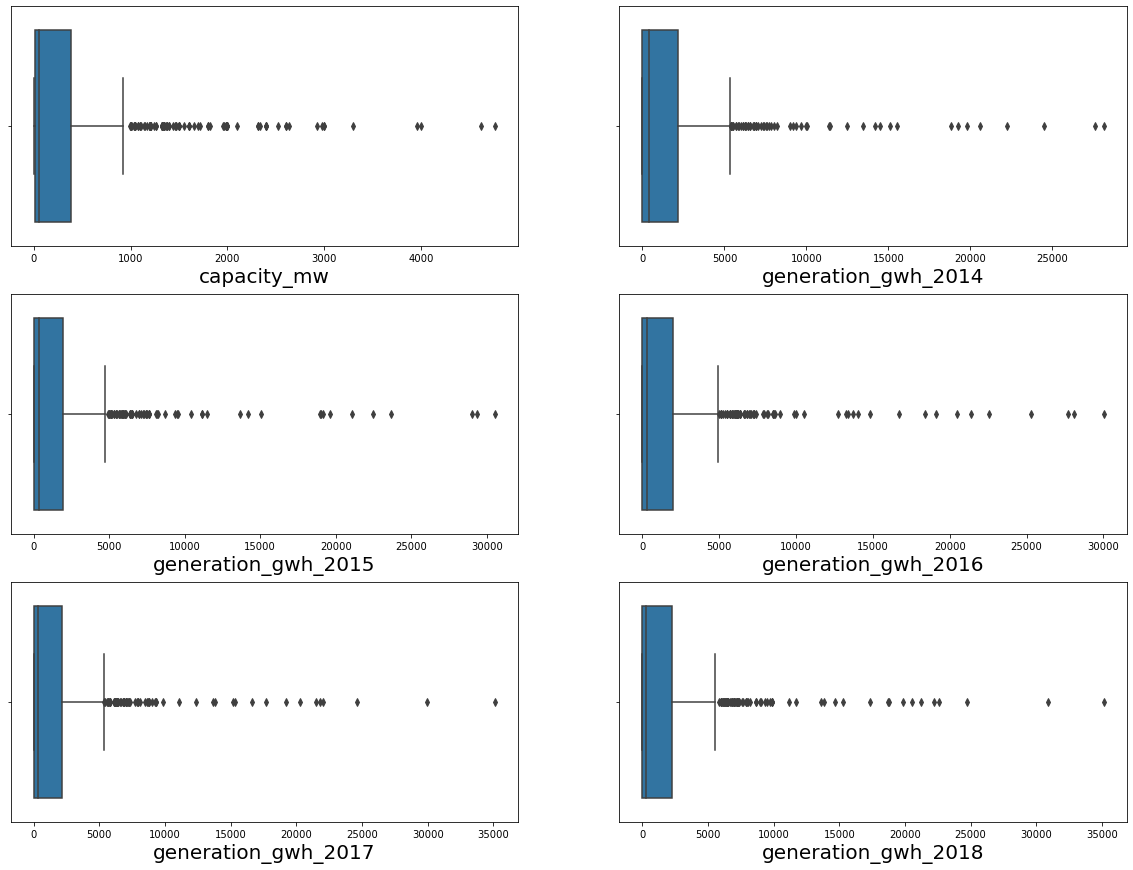 0 1000 2000 3000 4000
capacity_mw
0 5000 10000 15000 20000 25000
generation_gwh_2014
0 5000 10000 15000 20000 25000 30000
generation_gwh_2015
0 5000 10000 15000 20000 25000 30000
generation_gwh_2016
0 5000 10000 15000 20000 25000 30000 35000
generation_gwh_2017
0 5000 10000 15000 20000 25000 30000 35000
generation_gwh_2018